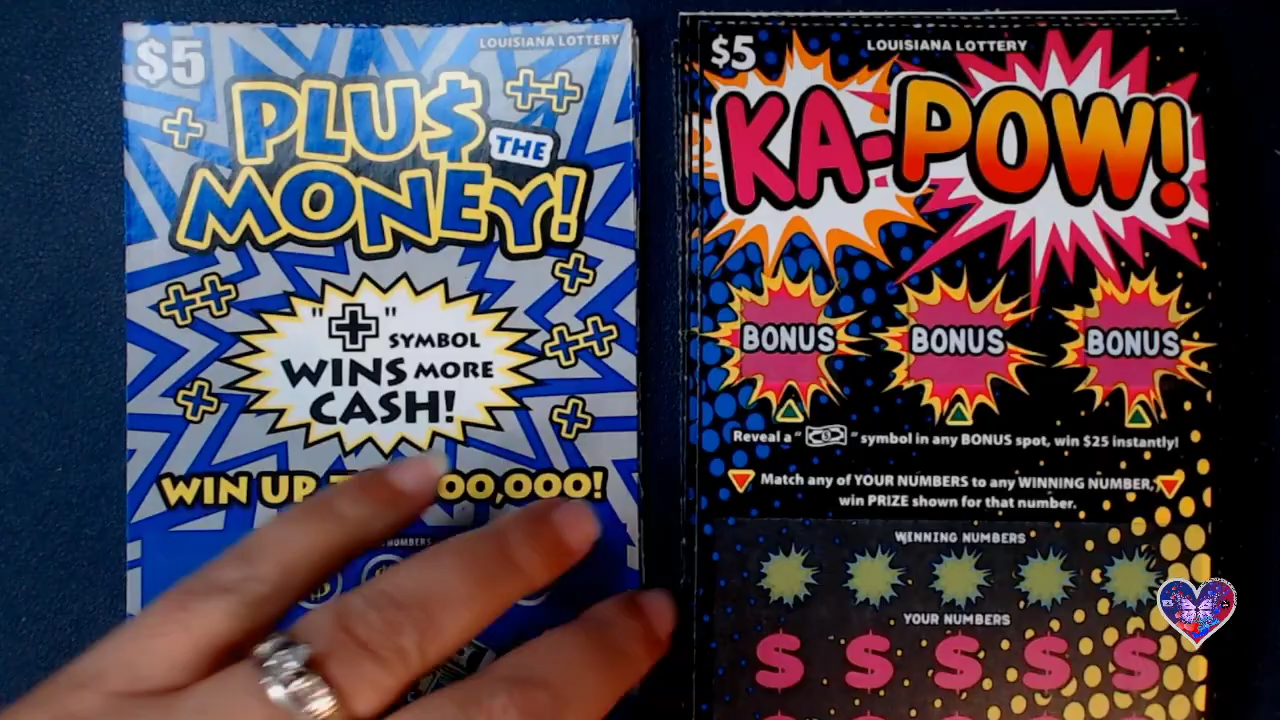 $5
LOUISIANA LOTTERY
PLU$ THE
MONEY!
"+" SYMBOL
WINS MORE
CASH!
WIN UP 00,000!
$5
LOUISIANA LOTTERY
KA-POW!
BONUS BONUS BONUS
Reveal a " " symbol in any BONUS spot, win $25 instantly!
Match any of YOUR NUMBERS to any WINNING NUMBER,
win PRIZE shown for that number.
WINNING NUMBERS
YOUR NUMBERS
$ $ $ $ $